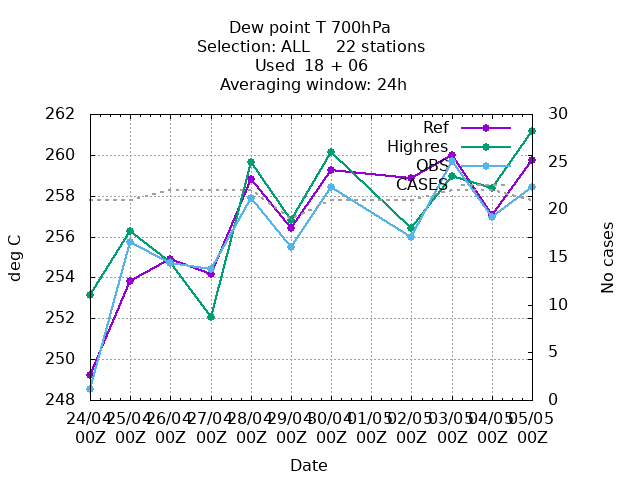 Dew point T 700hPa
Selection: ALL 22 stations
Used 18 + 06
Averaging window: 24h
262
260
258
256
254
252
250
248
deg C
30
25
20
15
10
5
0
No cases
Ref
Highres
OBS
CASES
24/04 25/04 26/04 27/04 28/04 29/04 30/04 01/05 02/05 03/05 04/05 05/05
00Z 00Z 00Z 00Z 00Z 00Z 00Z 00Z 00Z 00Z 00Z 00Z
Date